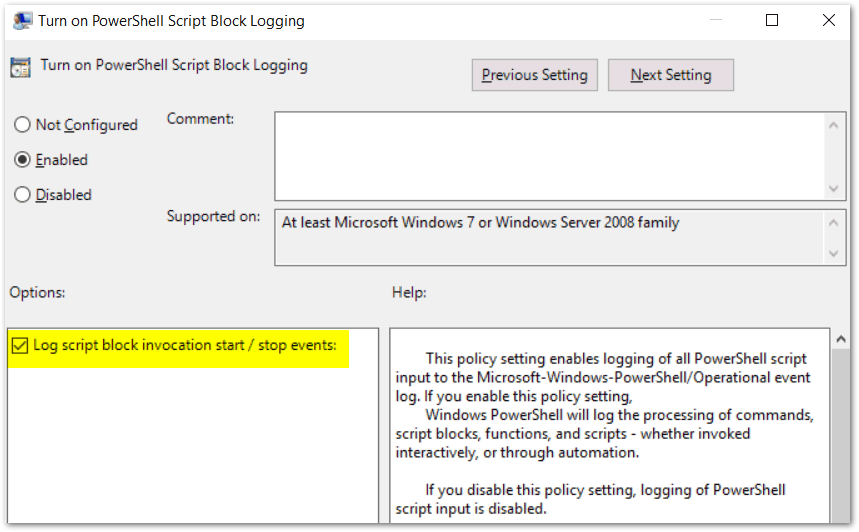 Turn on PowerShell Script Block Logging
Turn on PowerShell Script Block Logging
Previous Setting
Next Setting
Not Configured
Comment:
Enabled
Disabled
Supported on:
At least Microsoft Windows 7 or Windows Server 2008 family
Options:
Help:
Log script block invocation start / stop events:
This policy setting enables logging of all PowerShell script
input to the Microsoft-Windows-PowerShell/Operational event
log. If you enable this policy setting,
Windows PowerShell will log the processing of commands,
script blocks, functions, and scripts - whether invoked
interactively, or through automation.
If you disable this policy setting, logging of PowerShell
script input is disabled.